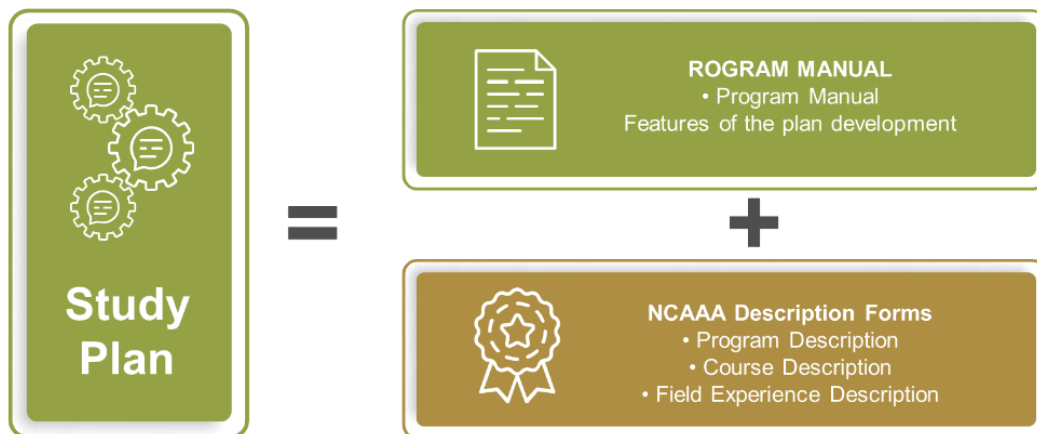 Study
Plan
=
ROGRAM MANUAL
• Program Manual
Features of the plan development
+
NCAAA Description Forms
• Program Description
• Course Description
• Field Experience Description